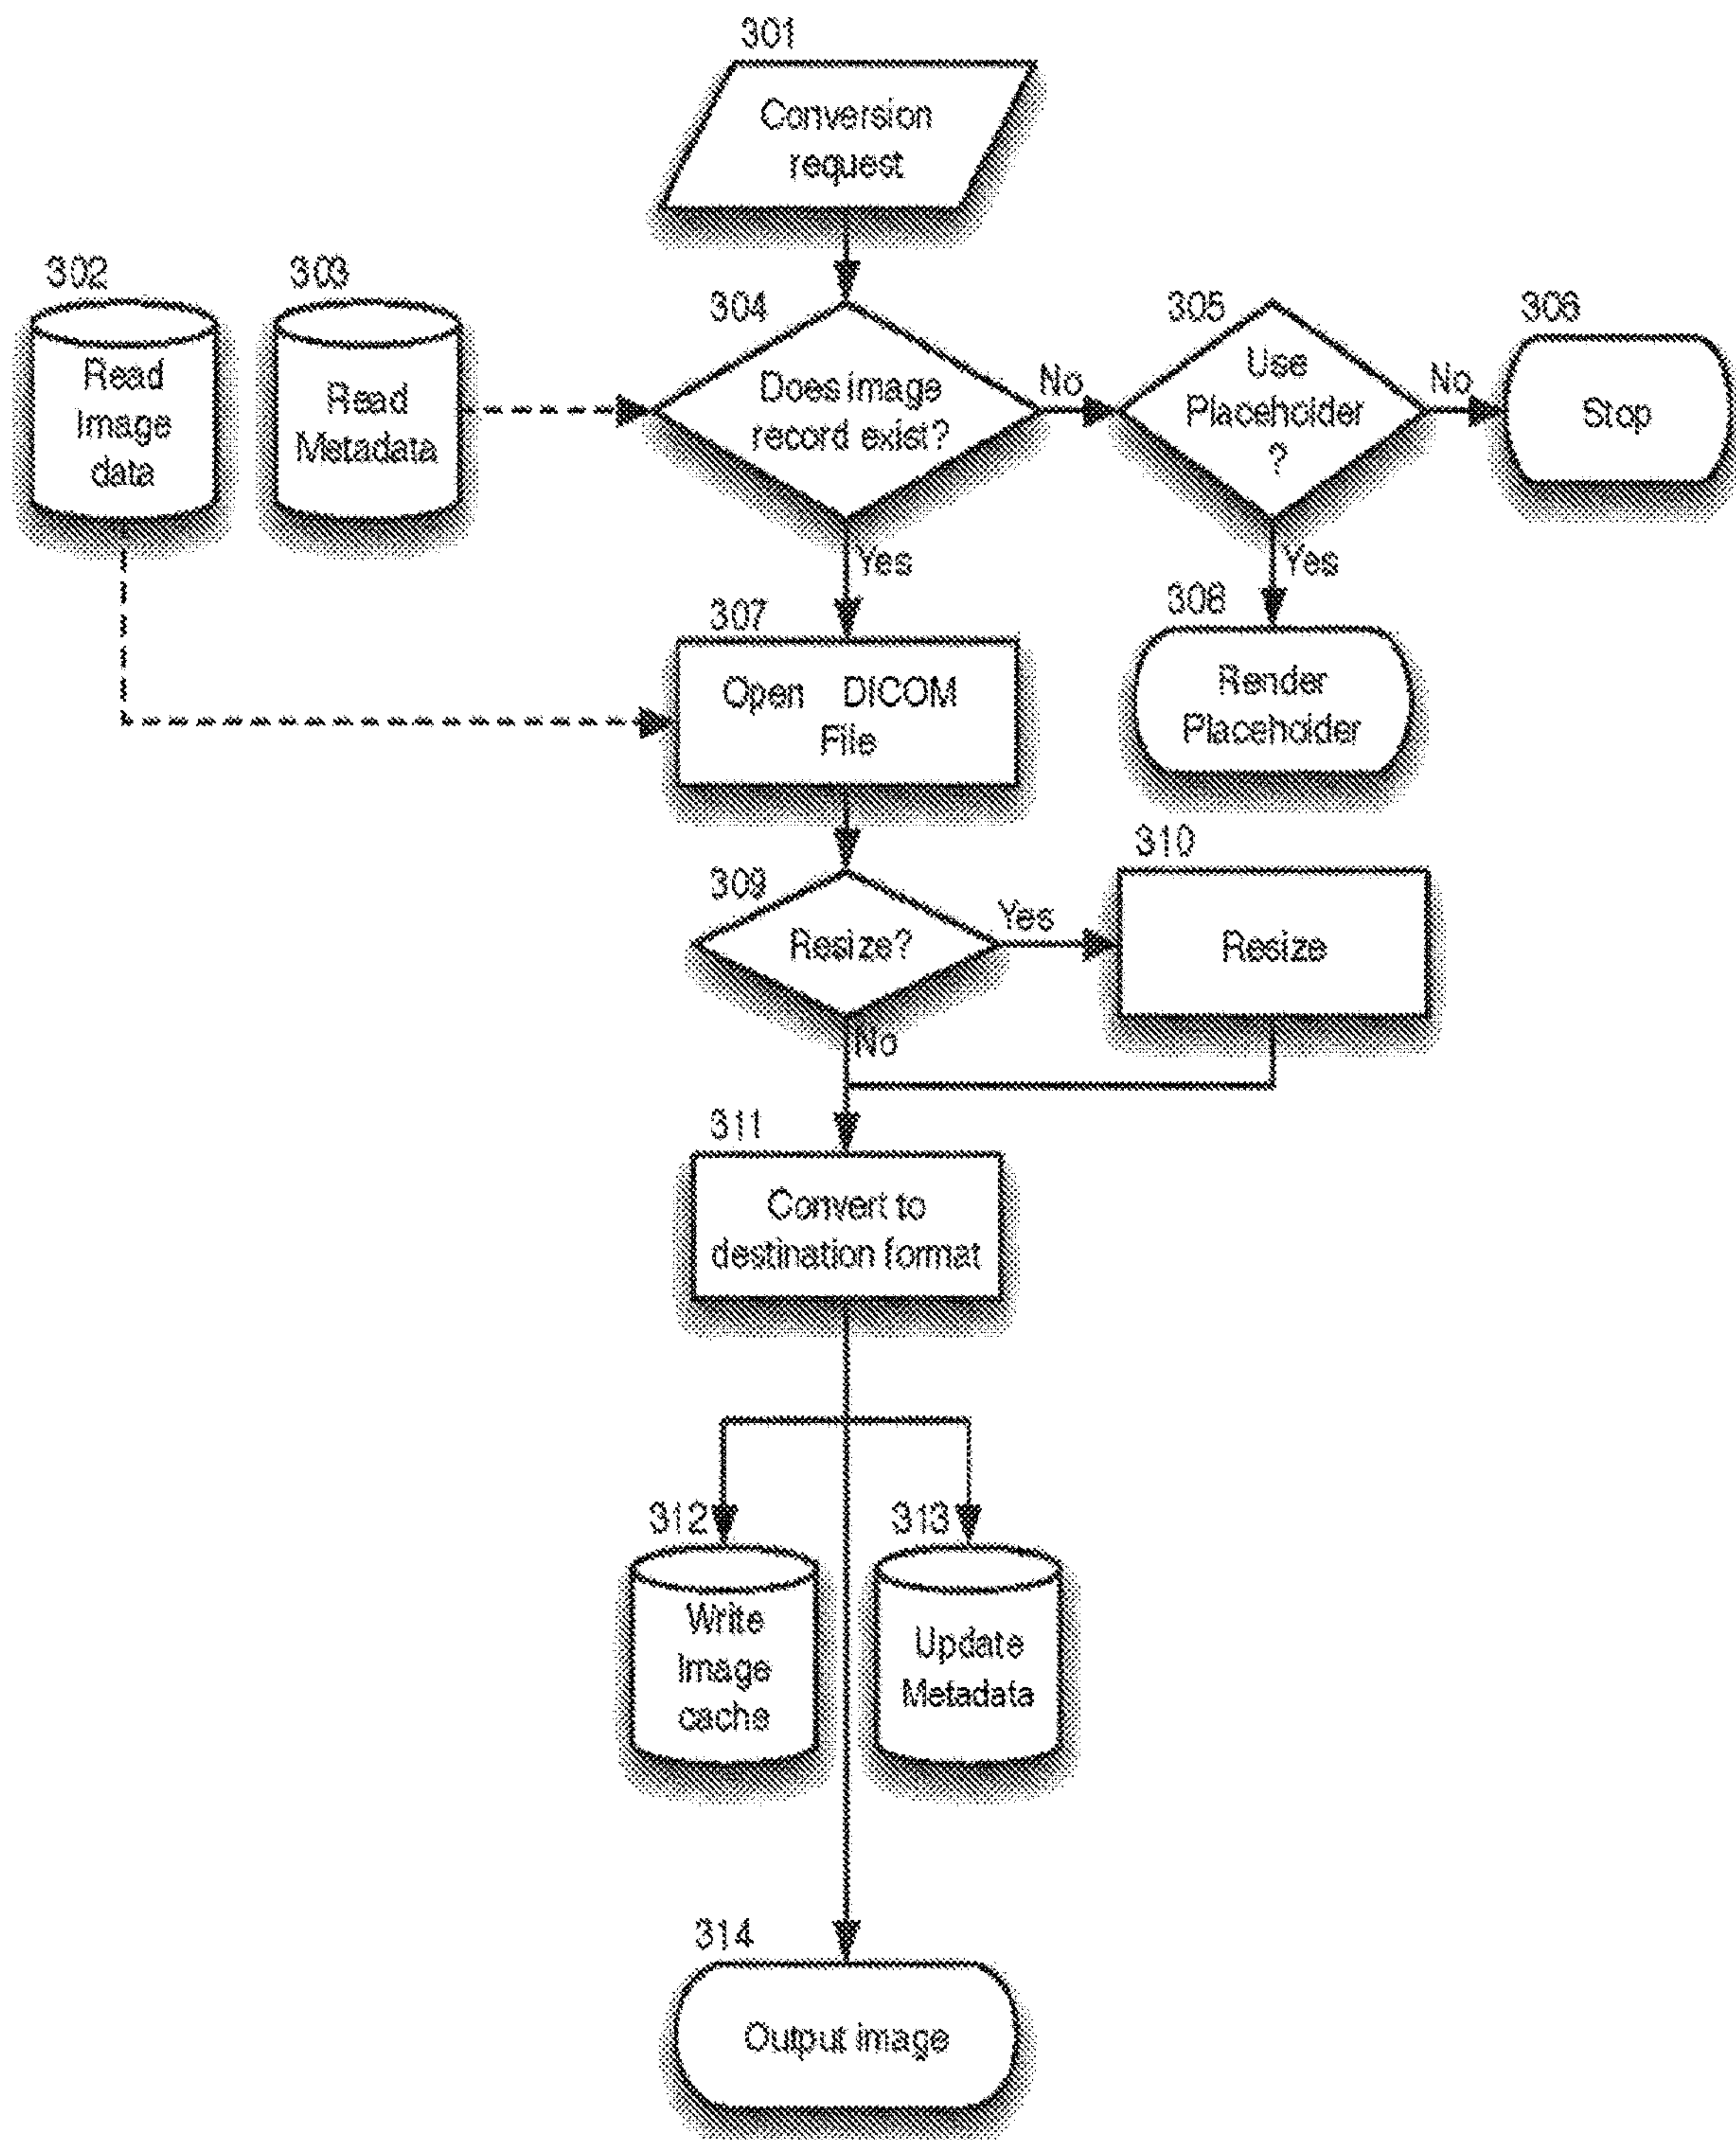 301
Conversion
request
302
Read
Image
data
303
Read
Metadata
304
Does image
record exist?
No
305
Use
Placeholder
?
No
306
Stop
Yes
Yes
307
Open DICOM
File
308
Render
Placeholder
309
Resize?
Yes
310
Resize
No
311
Convert to
destination format
312
Write
Image
cache
313
Update
Metadata
314
Output image